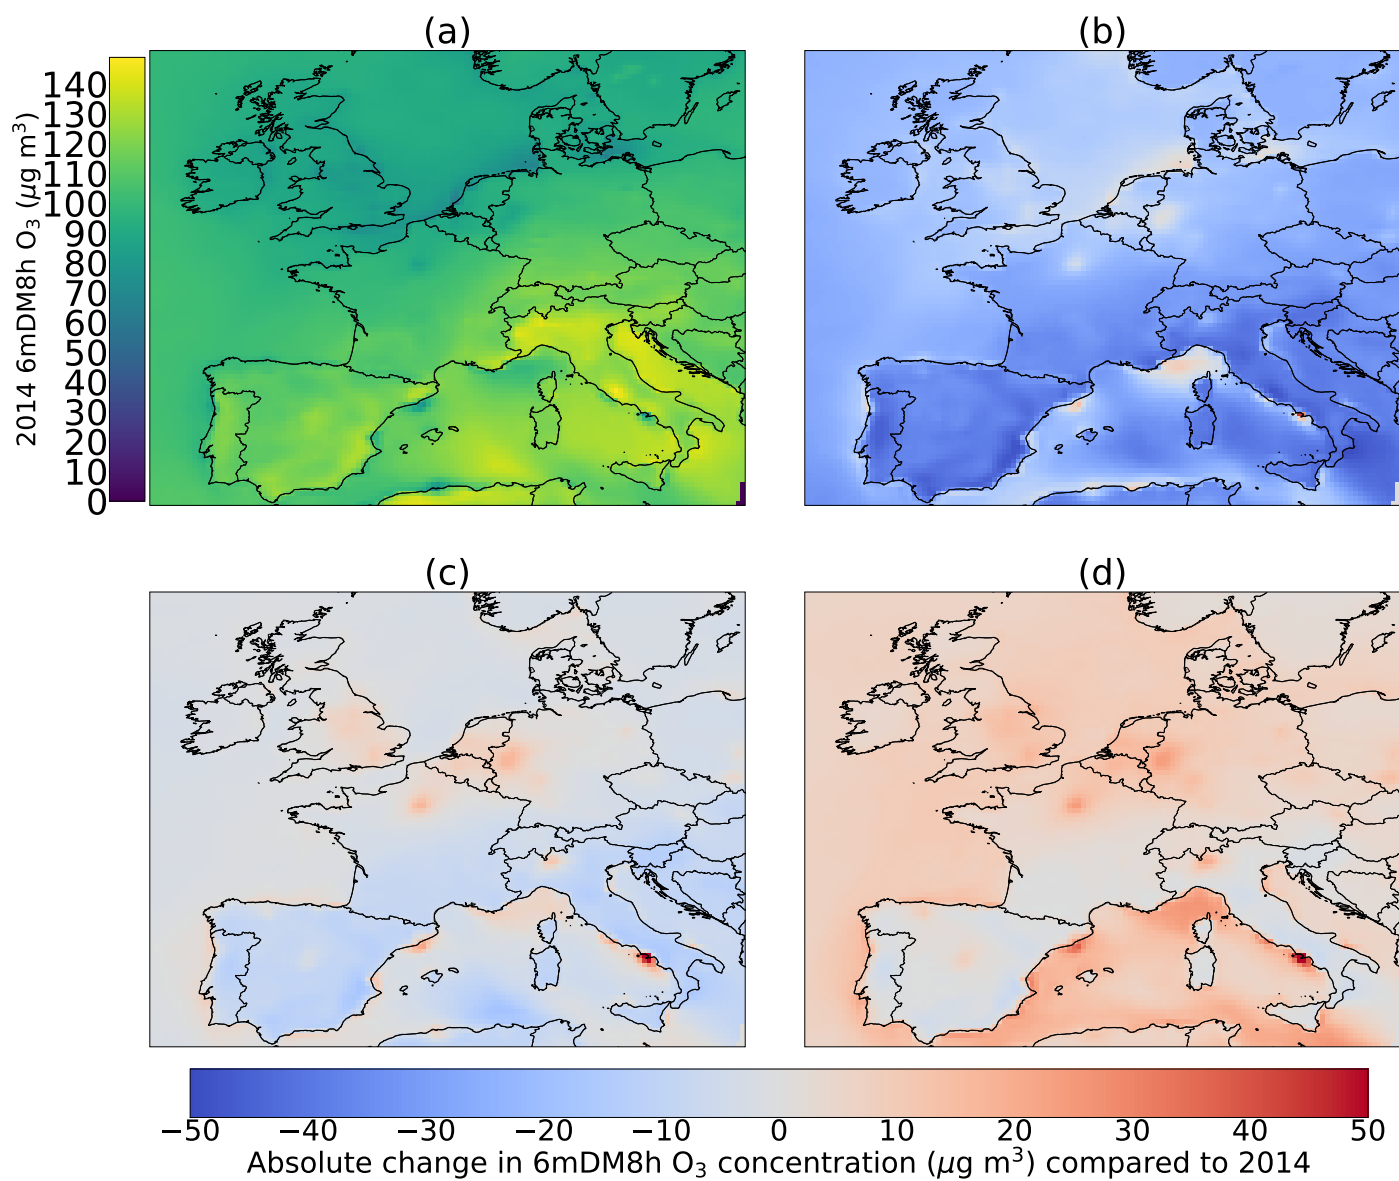 (a)
(b)
2014 6mDM8h O₃ (μg m³)
140
130
120
110
100
90
80
70
60
50
40
30
20
10
0
(c)
(d)
−50 −40 −30 −20 −10 0 10 20 30 40 50
Absolute change in 6mDM8h O₃ concentration (μg m³) compared to 2014